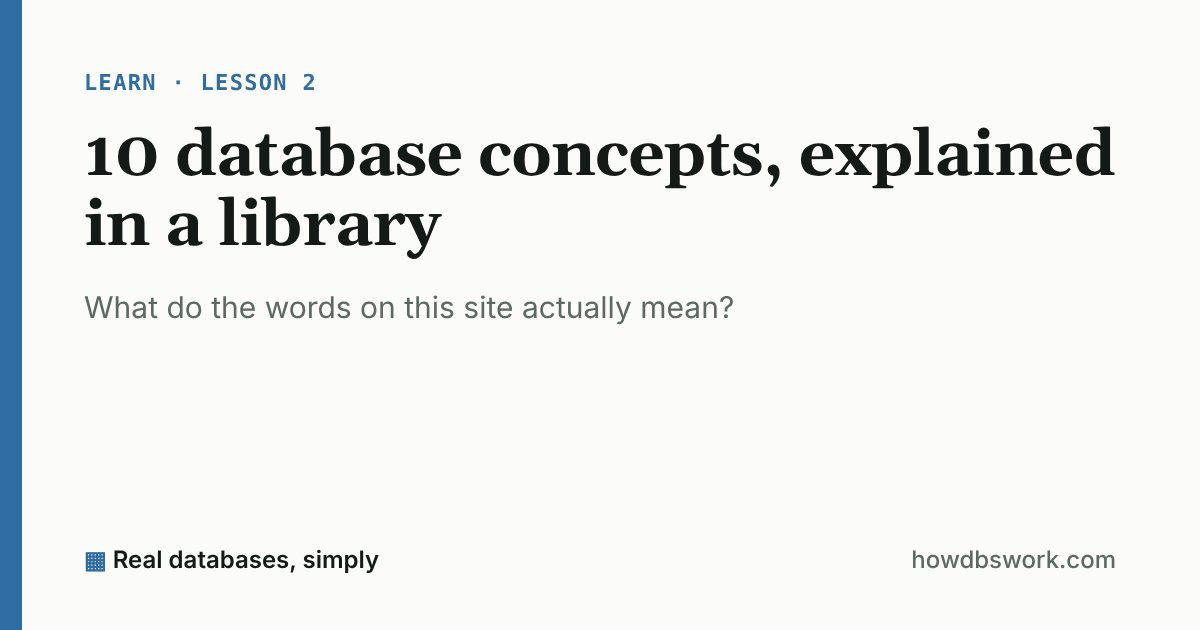 LEARN · LESSON 2
10 database concepts, explained
in a library
What do the words on this site actually mean?
Real databases, simply
howdbswork.com